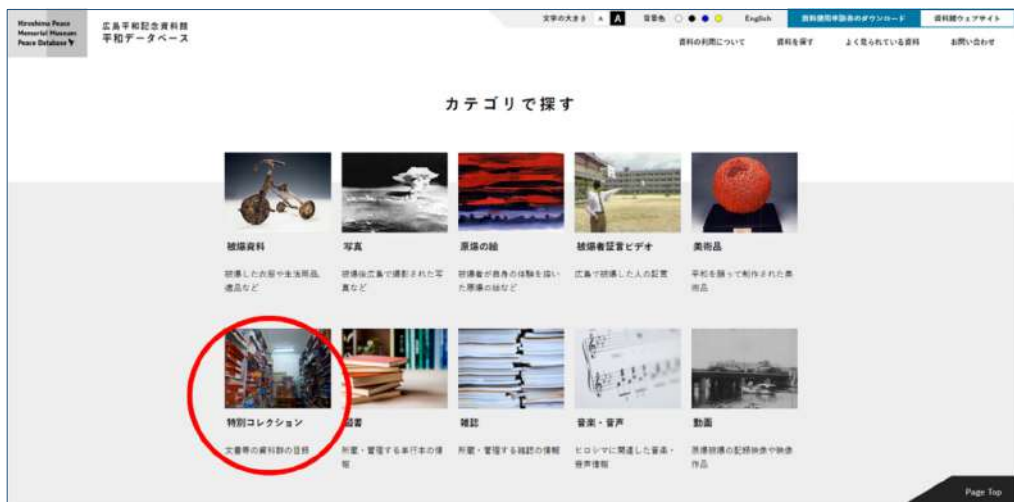 Hiroshima Peace
Memorial Museum
Peace Database
広島平和記念資料館
平和データベース
文字の大きさ A A 背景色 English 資料使用申請書のダウンロード 資料館ウェブサイト
資料の利用について 資料を探す よく見られている資料 お問い合わせ
カテゴリで探す
被爆資料 写真 原爆の絵 被爆者証言ビデオ 美術品
被爆した衣服や生活用品、 被爆後広島で撮影された写 被爆者が自身の体験を描い 広島で被爆した人の証言 平和を願って制作された美
遺品など 真など た原爆の絵など 術品
特別コレクション 図書 雑誌 音楽・音声 動画
文書等の資料群の目録 所蔵・管理する単行本の情 所蔵・管理する雑誌の情報 ヒロシマに関連した音楽・ 原爆被爆の記録映像や映像
報 音声情報 作品
Page Top